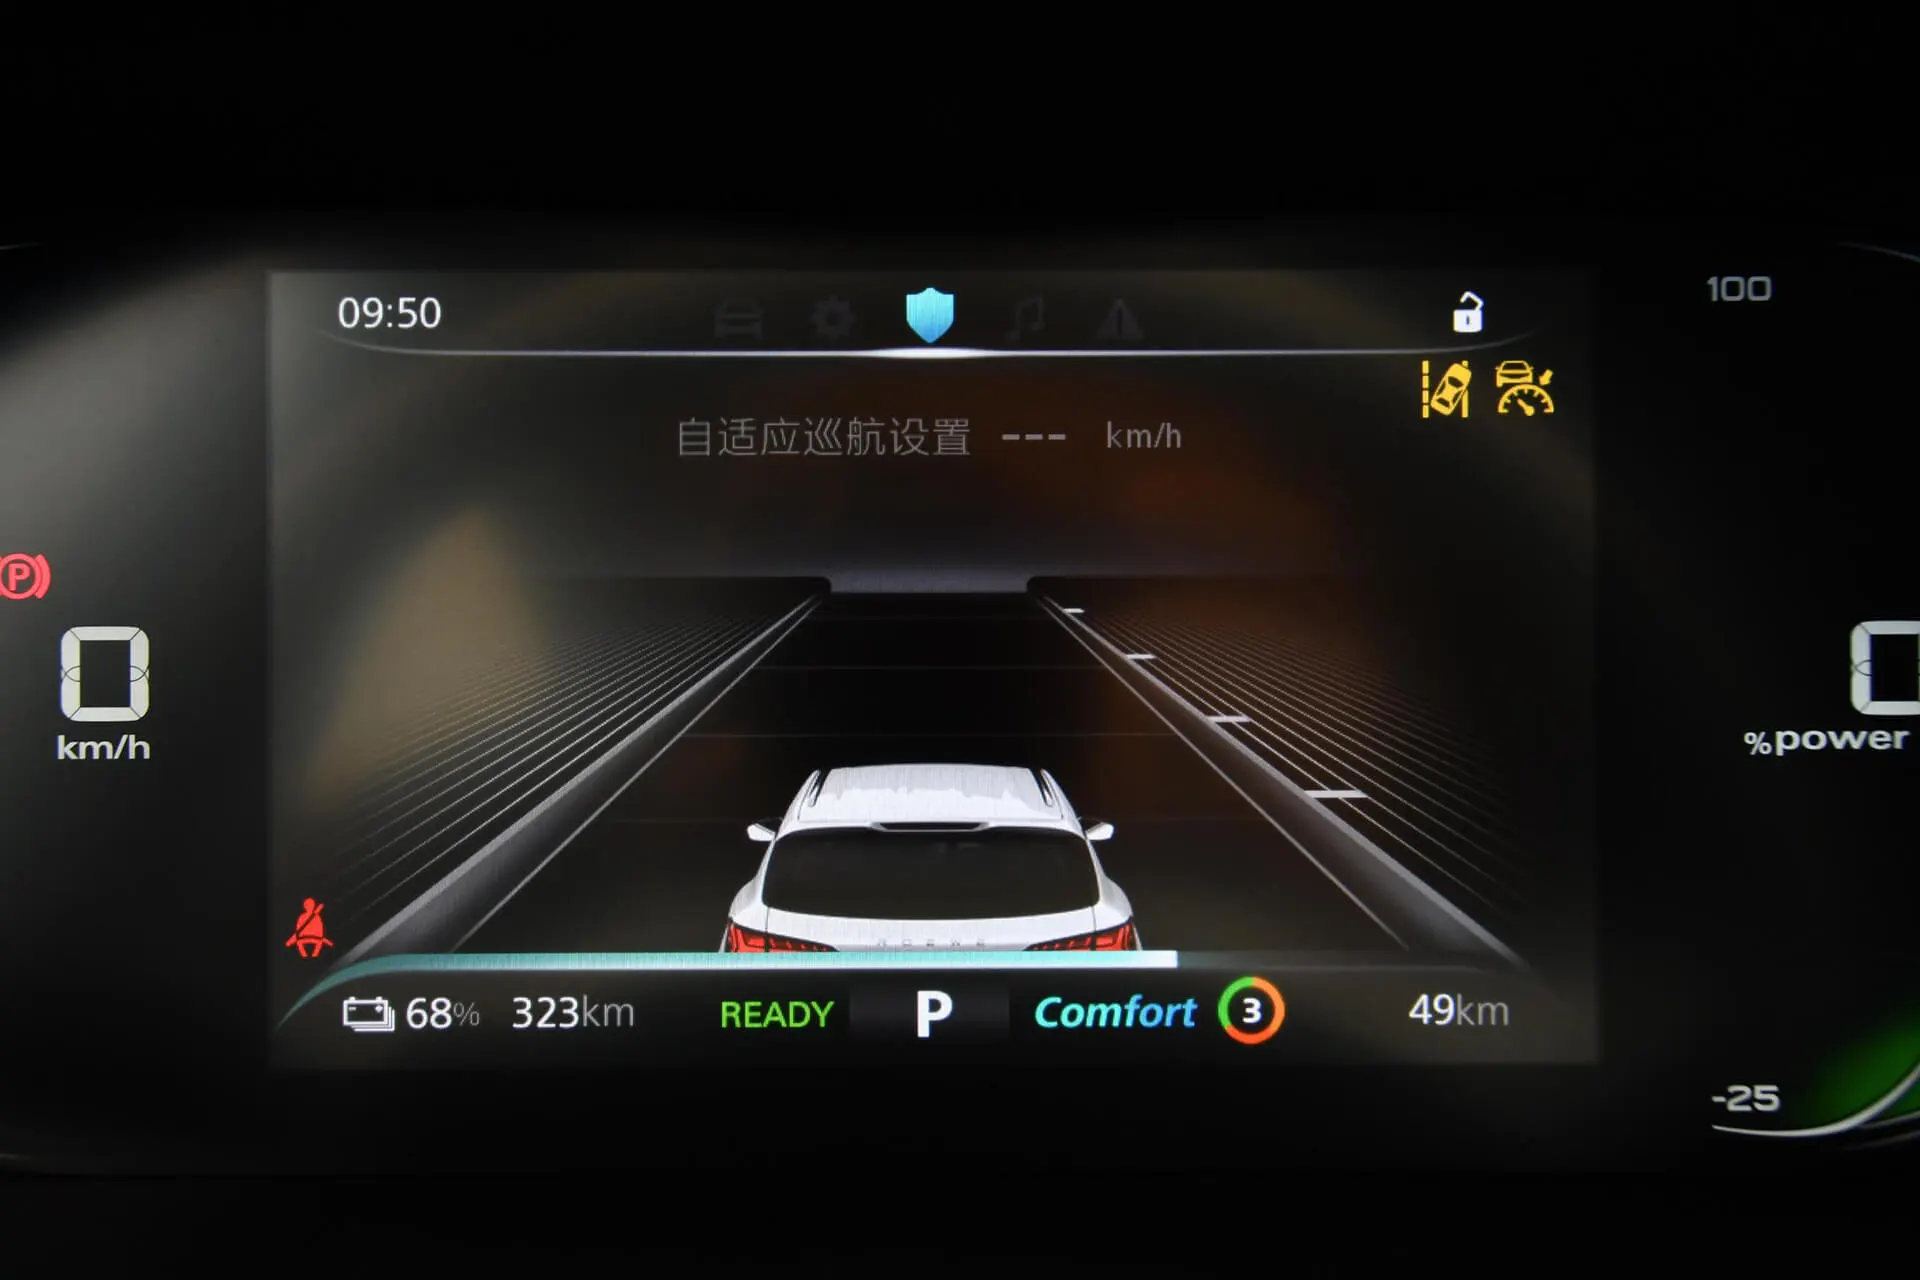 09:50
100
自适应巡航设置 --- km/h
P
0
km/h
0
%power
ROEWE
68% 323km READY P Comfort 3 49km
-25